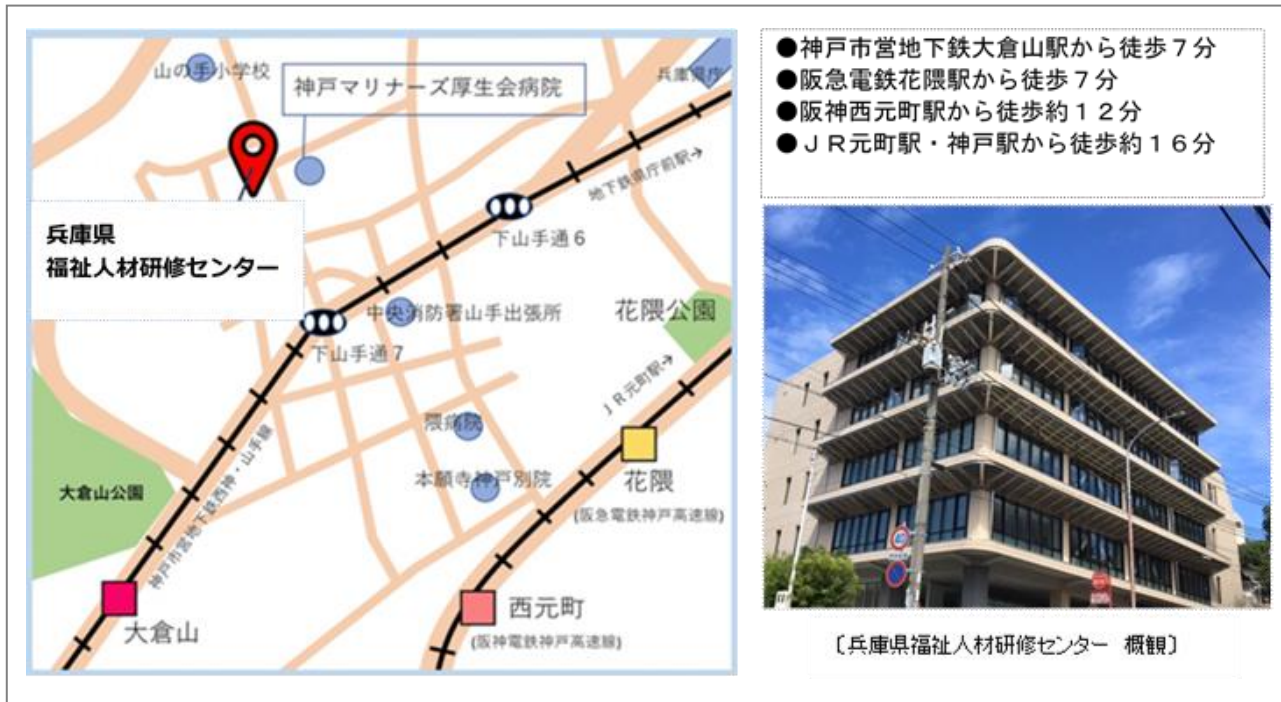 山の手小学校
神戸マリナーズ厚生会病院
兵庫県庁
地下鉄県庁前駅→
兵庫県
福祉人材研修センター
下山手通6
中央消防署山手出張所
花隈公園
下山手通7
JR元町駅→
隈病院
花隈
本願寺神戸別院
(阪急電鉄神戸高速線)
大倉山公園
神戸市営地下鉄西神・山手線
大倉山
西元町
(阪神電鉄神戸高速線)
●神戸市営地下鉄大倉山駅から徒歩7分
●阪急電鉄花隈駅から徒歩7分
●阪神西元町駅から徒歩約12分
●JR元町駅・神戸駅から徒歩約16分
40
〔兵庫県福祉人材研修センター 概観〕